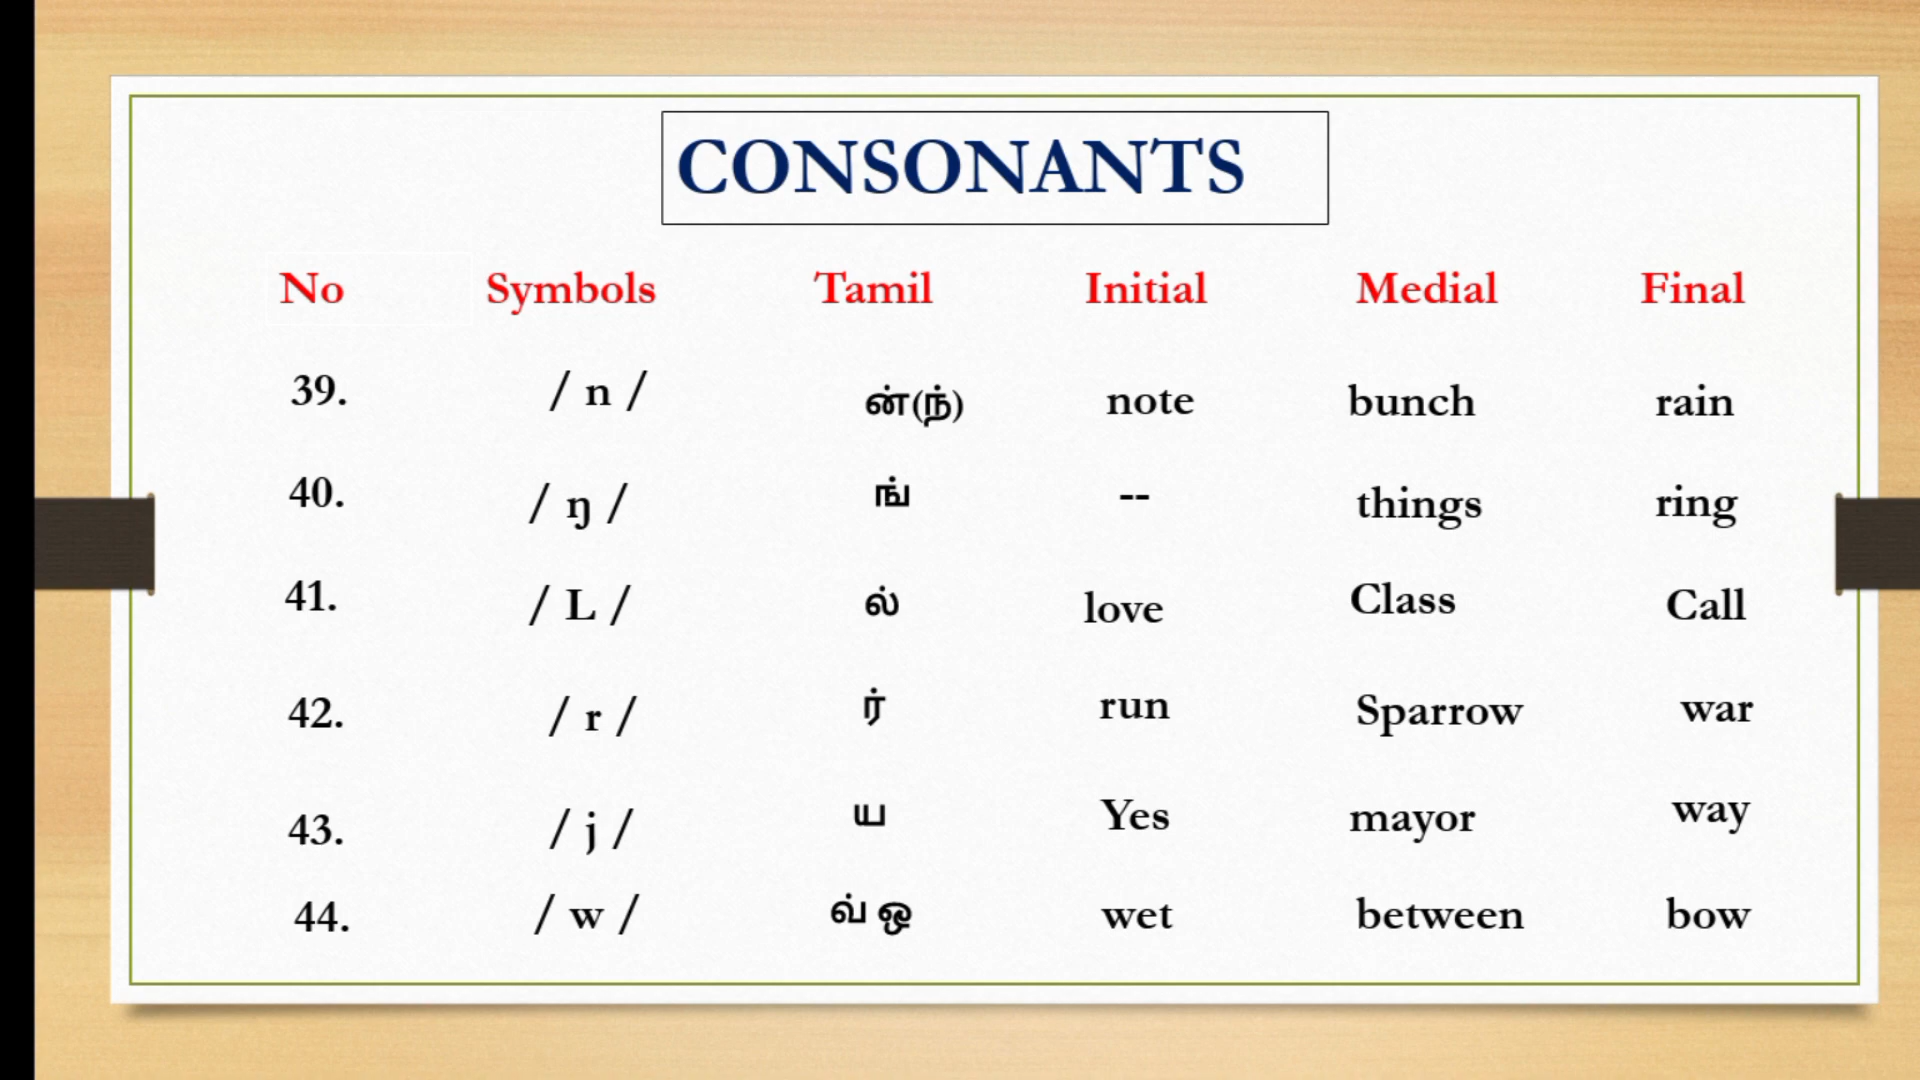 CONSONANTS
No Symbols Tamil Initial Medial Final
39. / n / ன்(ந்) note bunch rain
40. / ŋ / ங் -- things ring
41. / L / ல் love Class Call
42. / r / ர் run Sparrow war
43. / j / ய Yes mayor way
44. / w / வ் ஒ wet between bow